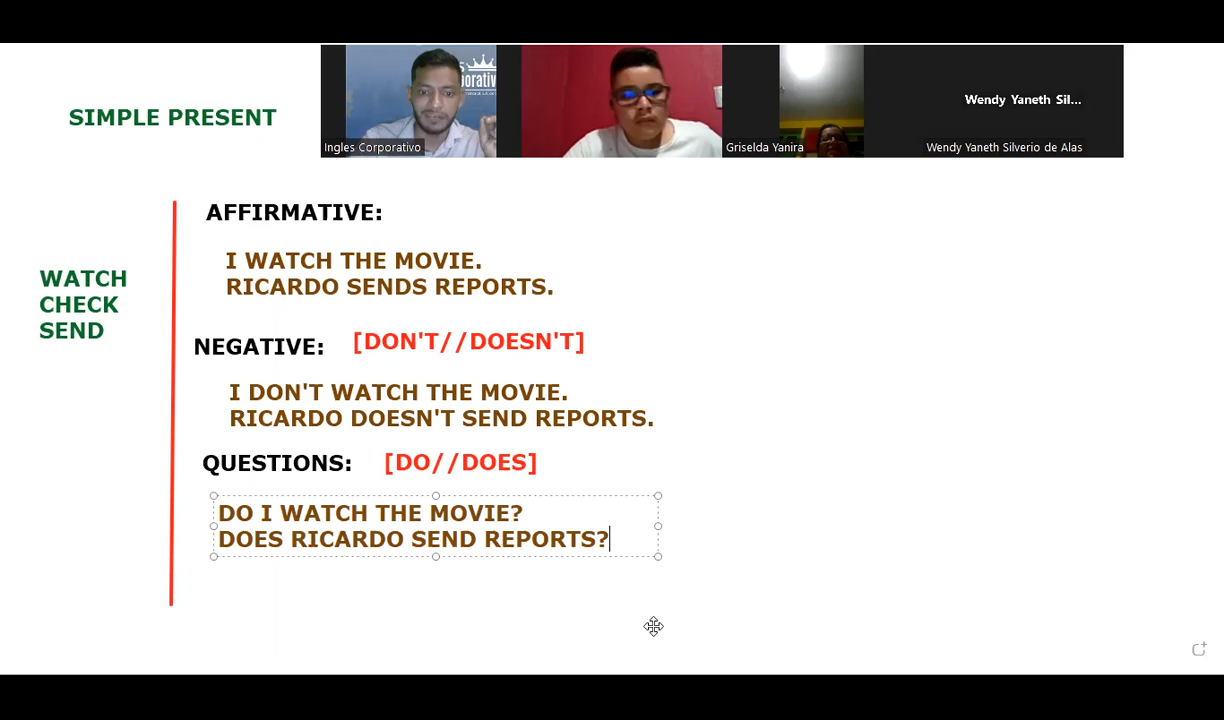 SIMPLE PRESENT
Ingles Corporativo
Griselda Yanira
Wendy Yaneth Sil...
Wendy Yaneth Silverio de Alas
WATCH
CHECK
SEND
AFFIRMATIVE:
I WATCH THE MOVIE.
RICARDO SENDS REPORTS.
NEGATIVE: [DON'T//DOESN'T]
I DON'T WATCH THE MOVIE.
RICARDO DOESN'T SEND REPORTS.
QUESTIONS: [DO//DOES]
DO I WATCH THE MOVIE?
DOES RICARDO SEND REPORTS?